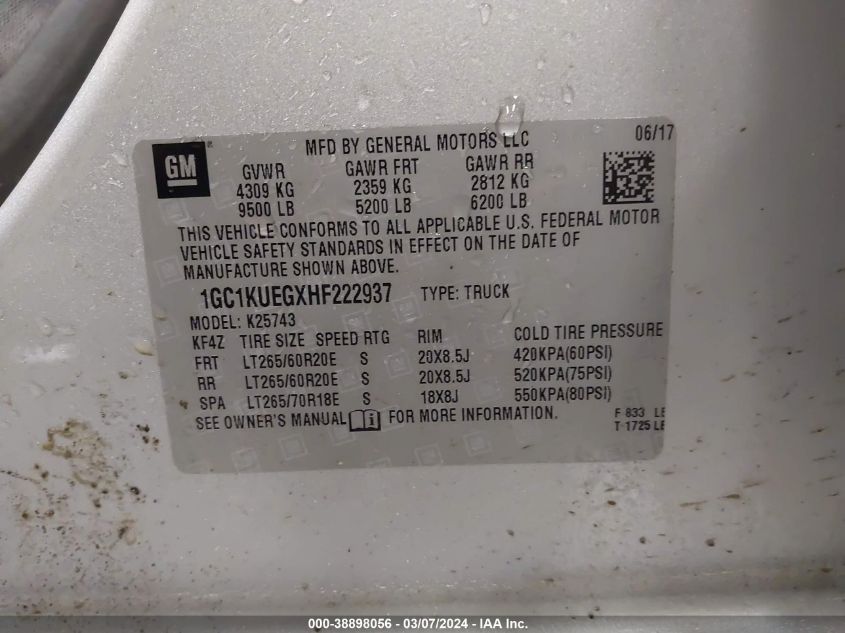 MFD BY GENERAL MOTORS LLC 06/17
GM
GVWR GAWR FRT GAWR RR
4309 KG 2359 KG 2812 KG
9500 LB 5200 LB 6200 LB
THIS VEHICLE CONFORMS TO ALL APPLICABLE U.S. FEDERAL MOTOR
VEHICLE SAFETY STANDARDS IN EFFECT ON THE DATE OF
MANUFACTURE SHOWN ABOVE.
1GC1KUEGXHF222937 TYPE: TRUCK
MODEL: K25743
KF4Z TIRE SIZE SPEED RTG RIM COLD TIRE PRESSURE
FRT LT265/60R20E S 20X8.5J 420KPA(60PSI)
RR LT265/60R20E S 20X8.5J 520KPA(75PSI)
SPA LT265/70R18E S 18X8J 550KPA(80PSI)
SEE OWNER'S MANUAL FOR MORE INFORMATION.
F 833 LB
T 1725 LB
000-38898056 — 03/07/2024 — IAA Inc.